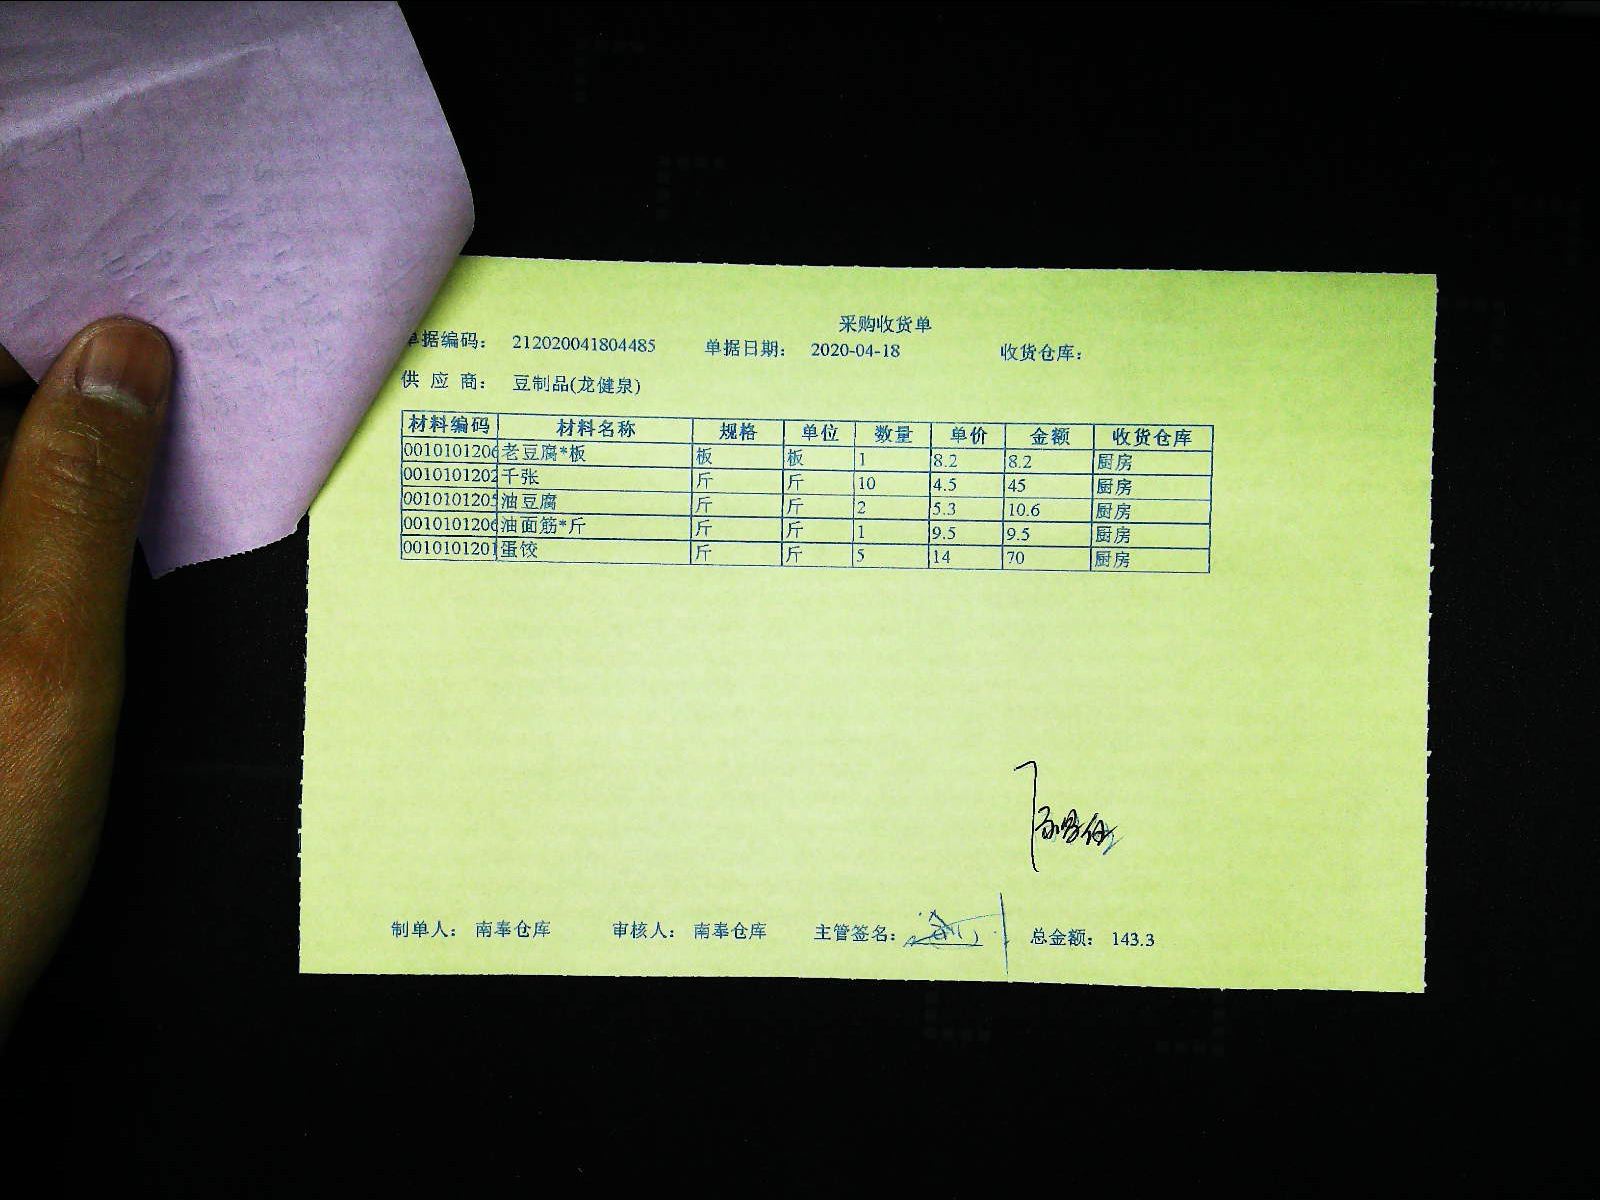 采购收货单
单据编码： 212020041804485 单据日期： 2020-04-18 收货仓库：
供 应 商： 豆制品(龙健泉)
材料编码 材料名称 规格 单位 数量 单价 金额 收货仓库
0010101206 老豆腐*板 板 板 1 8.2 8.2 厨房
0010101202 千张 斤 斤 10 4.5 45 厨房
0010101205 油豆腐 斤 斤 2 5.3 10.6 厨房
0010101206 油面筋*斤 斤 斤 1 9.5 9.5 厨房
0010101201 蛋饺 斤 斤 5 14 70 厨房
制单人： 南奉仓库 审核人： 南奉仓库 主管签名： 总金额： 143.3